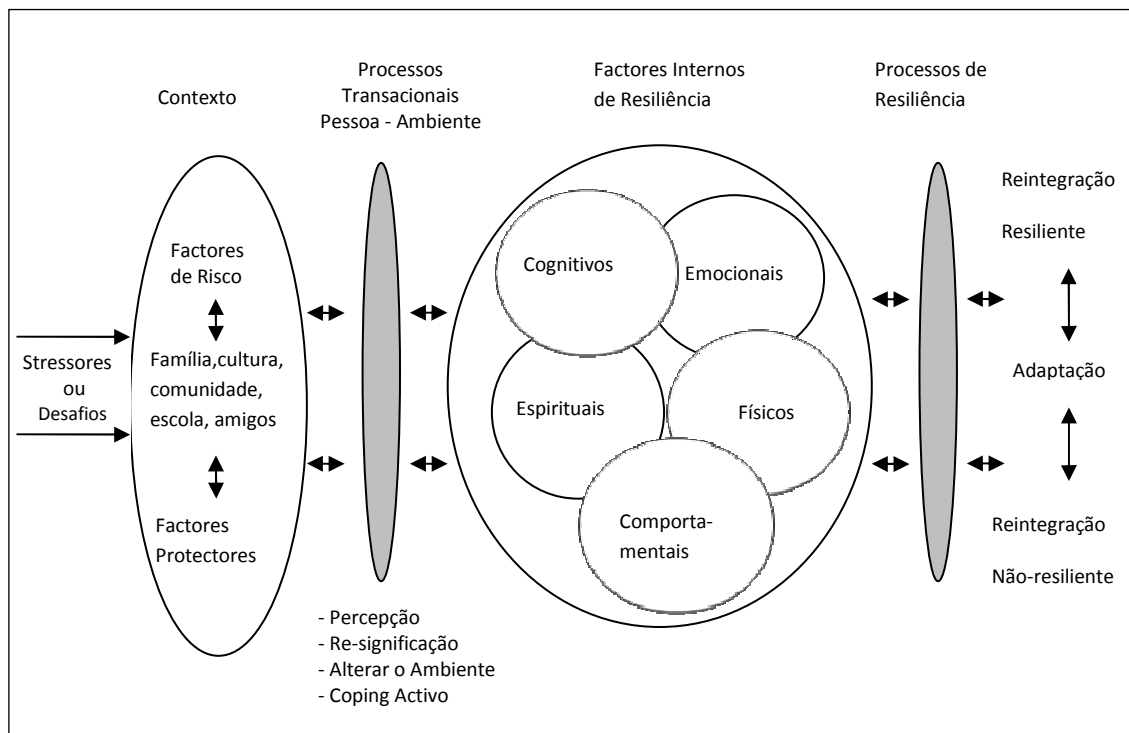 Contexto
Processos
Transacionais
Pessoa - Ambiente
Factores Internos
de Resiliência
Processos de
Resiliência
Stressores
ou
Desafios
Factores
de Risco
Família,cultura,
comunidade,
escola, amigos
Factores
Protectores
- Percepção
- Re-significação
- Alterar o Ambiente
- Coping Activo
Cognitivos
Emocionais
Espirituais
Físicos
Comporta-
mentais
Reintegração
Resiliente
Adaptação
Reintegração
Não-resiliente